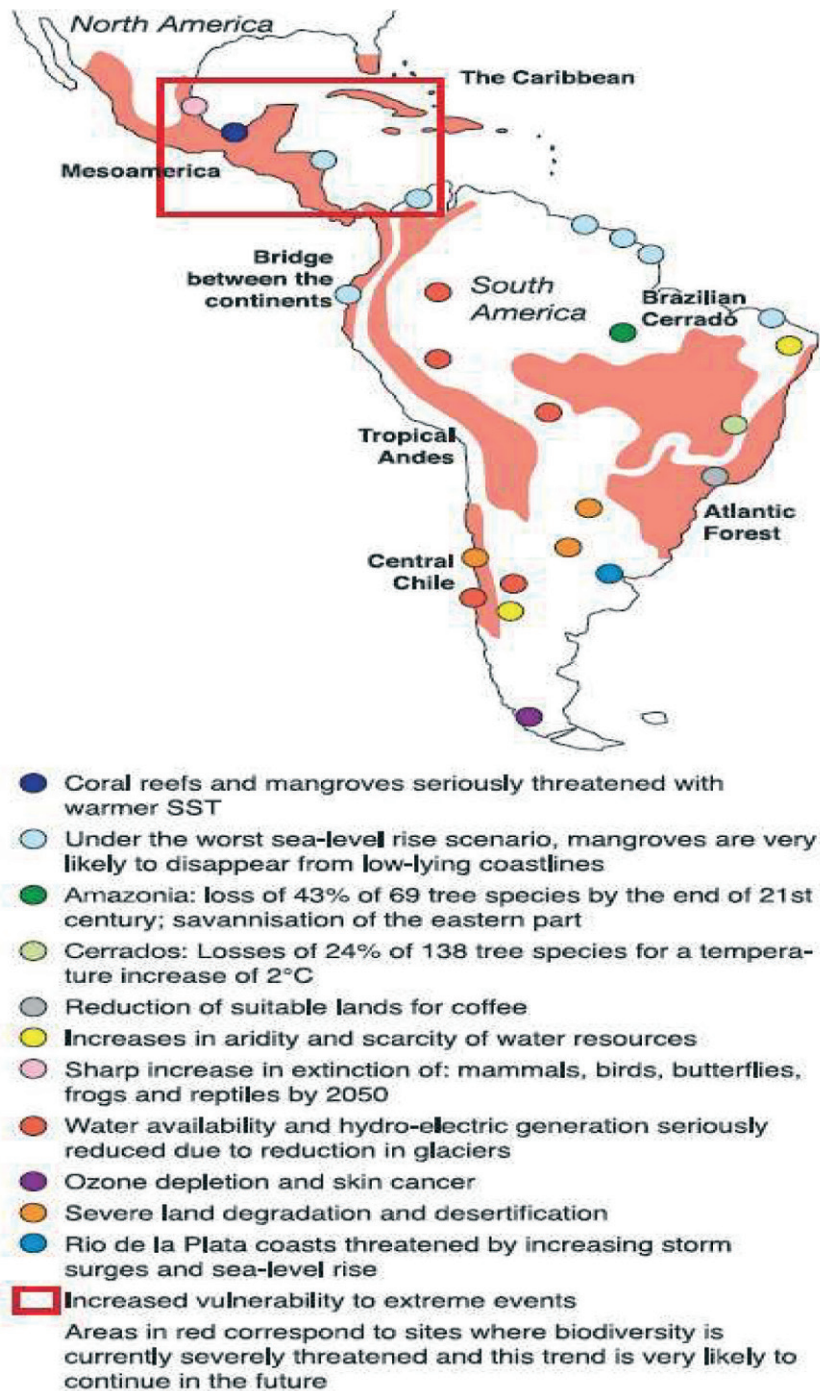 North America
The Caribbean
Mesoamerica
Bridge
between the
continents
South
America
Brazilian
Cerrado
Tropical
Andes
Atlantic
Forest
Central
Chile
Coral reefs and mangroves seriously threatened with
warmer SST
Under the worst sea-level rise scenario, mangroves are very
likely to disappear from low-lying coastlines
Amazonia: loss of 43% of 69 tree species by the end of 21st
century; savannisation of the eastern part
Cerrados: Losses of 24% of 138 tree species for a tempera-
ture increase of 2°C
Reduction of suitable lands for coffee
Increases in aridity and scarcity of water resources
Sharp increase in extinction of: mammals, birds, butterflies,
frogs and reptiles by 2050
Water availability and hydro-electric generation seriously
reduced due to reduction in glaciers
Ozone depletion and skin cancer
Severe land degradation and desertification
Rio de la Plata coasts threatened by increasing storm
surges and sea-level rise
Increased vulnerability to extreme events
Areas in red correspond to sites where biodiversity is
currently severely threatened and this trend is very likely to
continue in the future